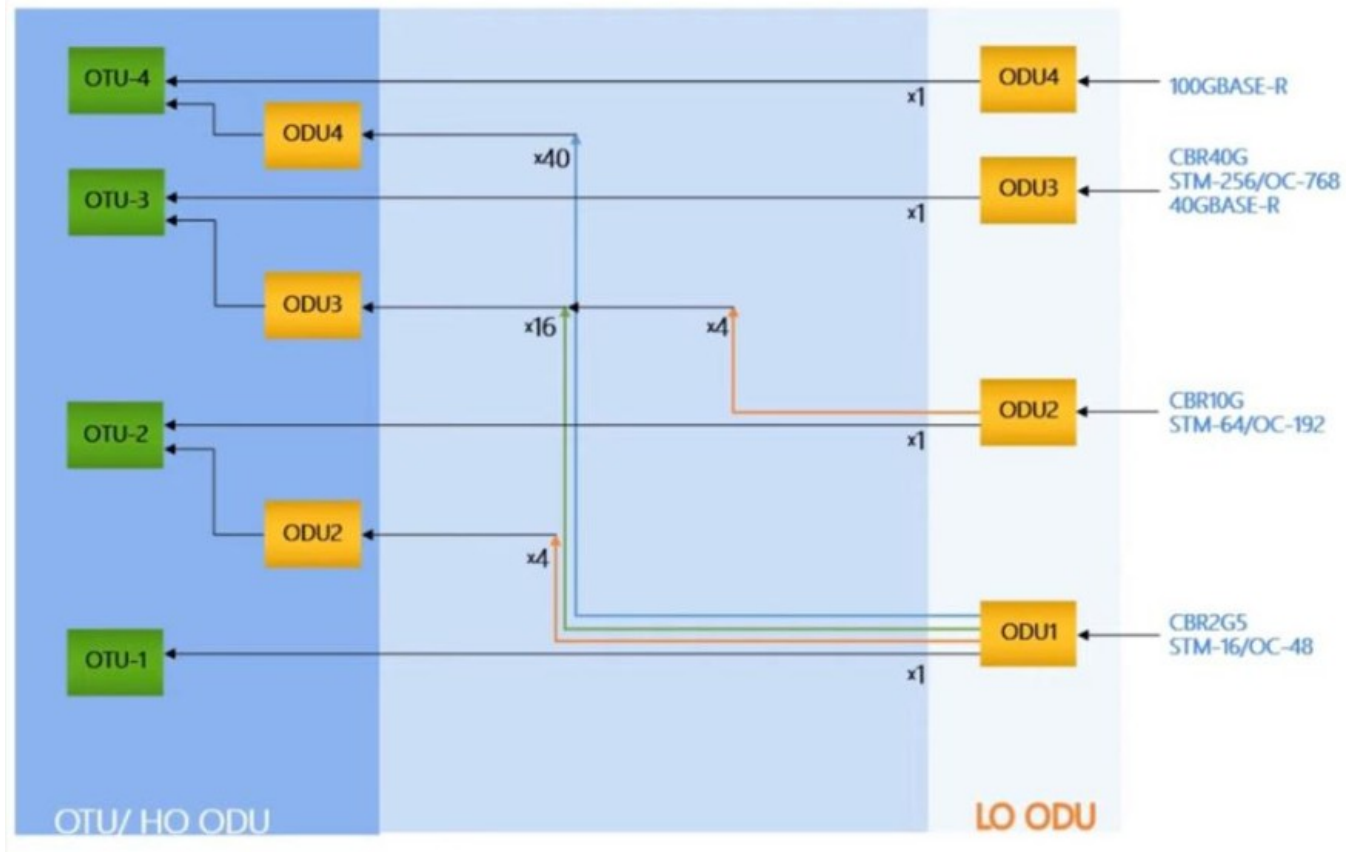 OTU-4
ODU4
x1
100GBASE-R
ODU4
x40
CBR40G
STM-256/OC-768
40GBASE-R
OTU-3
ODU3
x1
ODU3
x16
x4
OTU-2
ODU2
x1
CBR10G
STM-64/OC-192
ODU2
x4
OTU-1
ODU1
x1
CBR2G5
STM-16/OC-48
OTU/ HO ODU
LO ODU